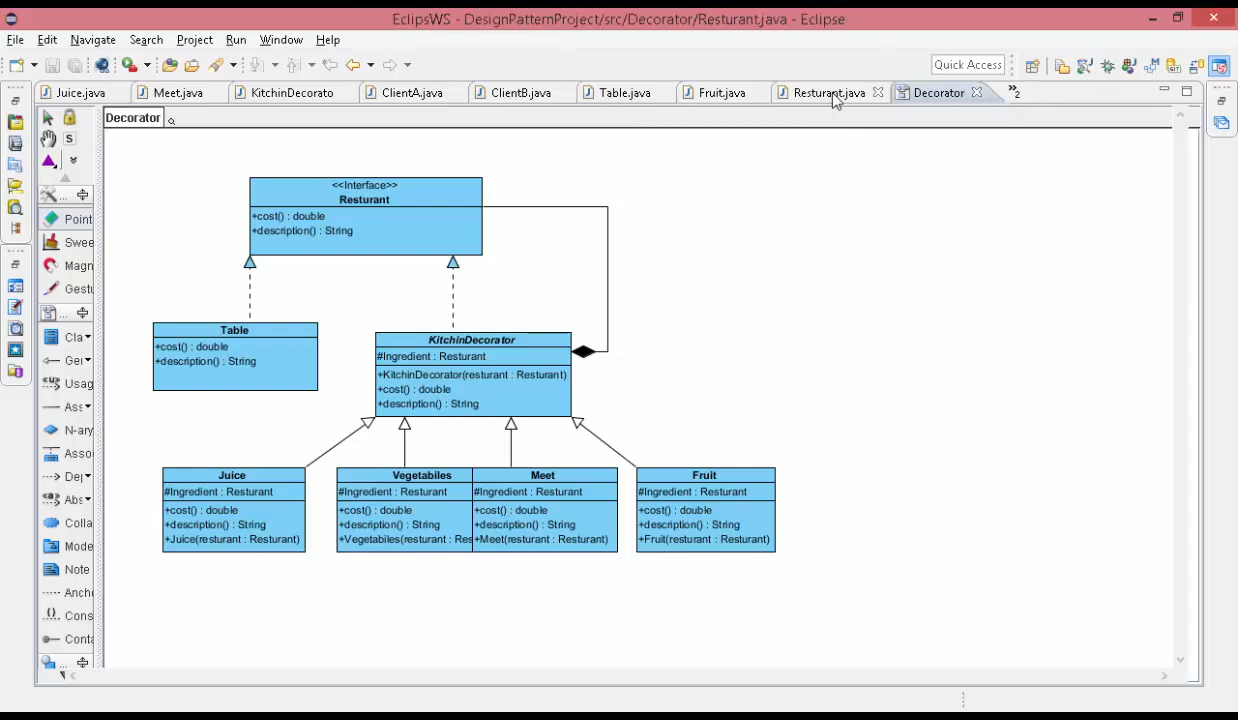 EclipsWS - DesignPatternProject/src/Decorator/Resturant.java - Eclipse
File Edit Navigate Search Project Run Window Help
Quick Access
Juice.java Meet.java KitchinDecorato ClientA.java ClientB.java Table.java Fruit.java Resturant.java Decorator »2
Decorator
S
Point
Swee
Magn
Gestu
Cla
Ger
Usag
Ass
N-ary
Asso
Dep
Abs
Colla
Mode
Note
Ancho
Cons
Conta
<<Interface>>
Resturant
+cost() : double
+description() : String
Table
+cost() : double
+description() : String
KitchinDecorator
#Ingredient : Resturant
+KitchinDecorator(resturant : Resturant)
+cost() : double
+description() : String
Juice
#Ingredient : Resturant
+cost() : double
+description() : String
+Juice(resturant : Resturant)
Vegetabiles
#Ingredient : Resturant
+cost() : double
+description() : String
+Vegetabiles(resturant : Res
Meet
#Ingredient : Resturant
+cost() : double
+description() : String
+Meet(resturant : Resturant)
Fruit
#Ingredient : Resturant
+cost() : double
+description() : String
+Fruit(resturant : Resturant)